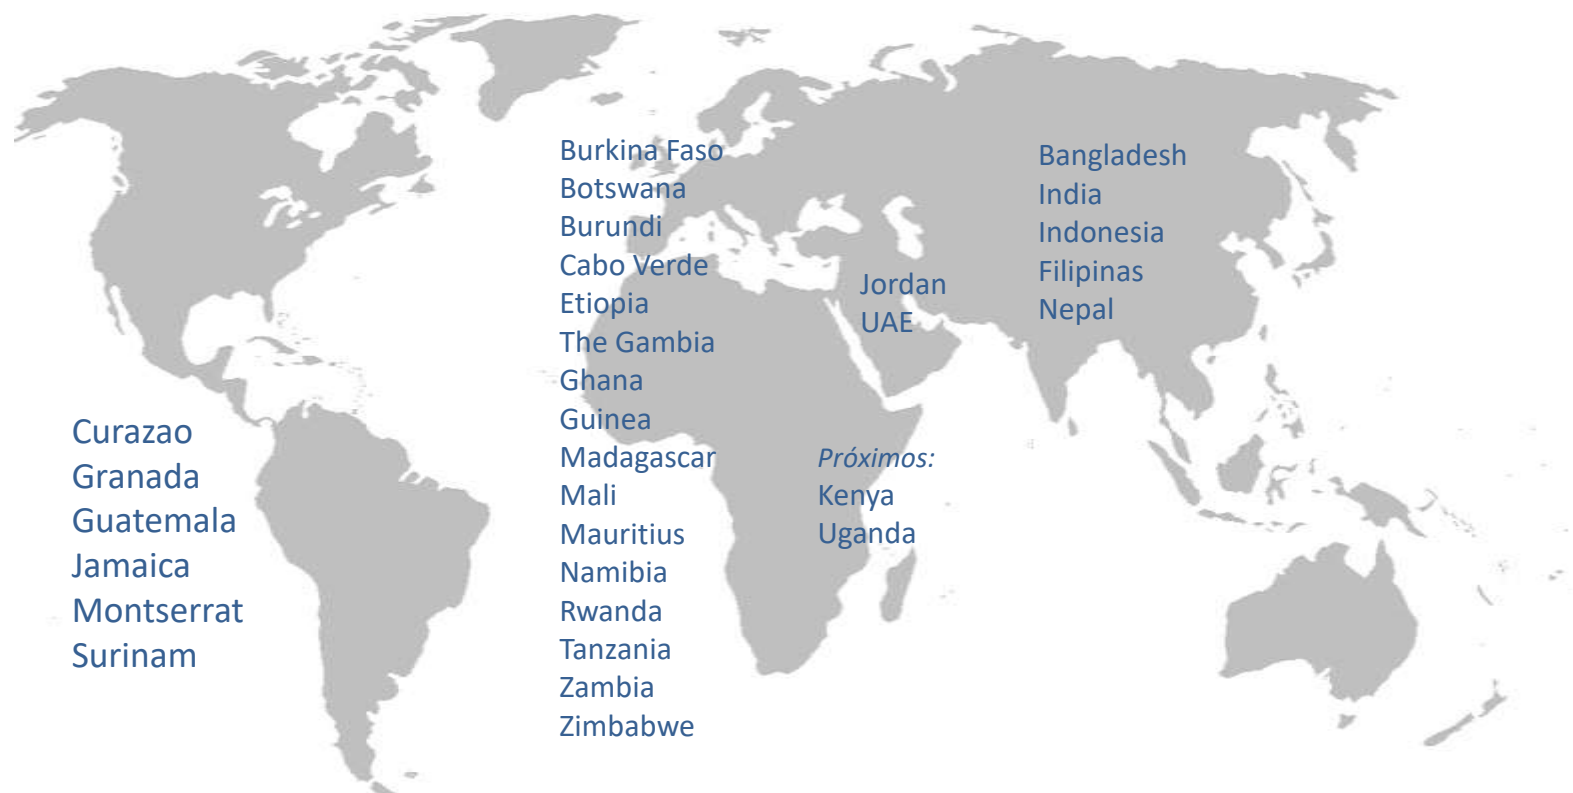 Curazao
Granada
Guatemala
Jamaica
Montserrat
Surinam
Burkina Faso
Botswana
Burundi
Cabo Verde
Etiopia
The Gambia
Ghana
Guinea
Madagascar
Mali
Mauritius
Namibia
Rwanda
Tanzania
Zambia
Zimbabwe
Jordan
UAE
Próximos:
Kenya
Uganda
Bangladesh
India
Indonesia
Filipinas
Nepal